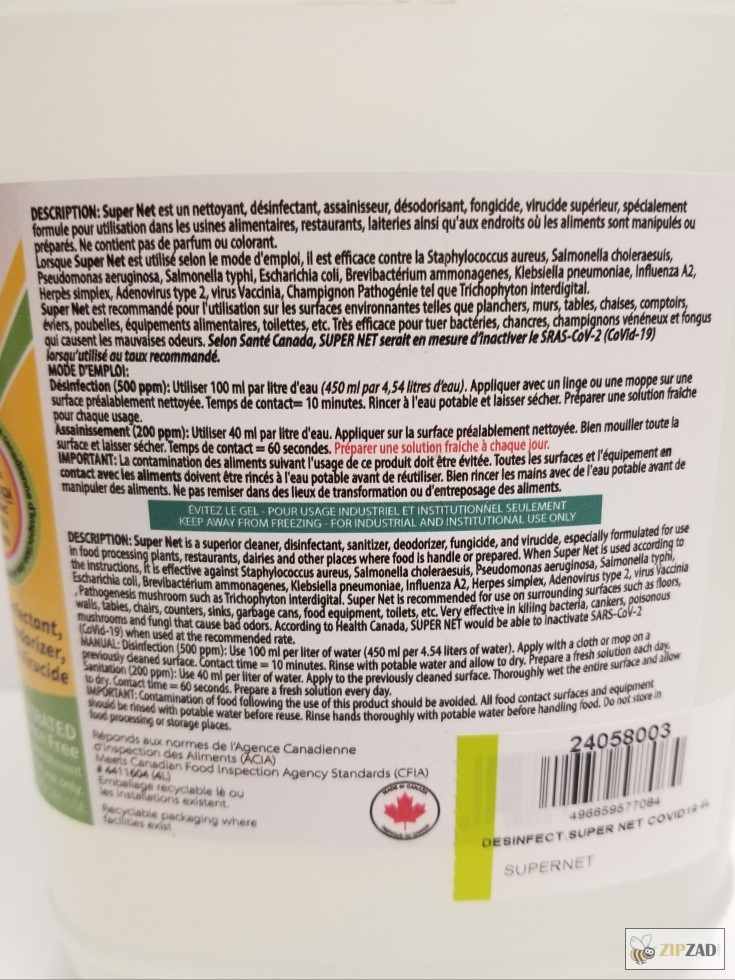 DESCRIPTION: Super Net est un nettoyant, désinfectant, assainisseur, désodorisant, fongicide, virucide supérieur, spécialement
formule pour utilisation dans les usines alimentaires, restaurants, laiteries ainsi qu'aux endroits où les aliments sont manipulés ou
préparés. Ne contient pas de parfum ou colorant.
Lorsque Super Net est utilisé selon le mode d'emploi, il est efficace contre la Staphylococcus aureus, Salmonella choleraesuis,
Pseudomonas aeruginosa, Salmonella typhi, Escharichia coli, Brevibactérium ammonagenes, Klebsiella pneumoniae, Influenza A2,
Herpès simplex, Adenovirus type 2, virus Vaccinia, Champignon Pathogénie tel que Trichophyton interdigital.
Super Net est recommandé pour l'utilisation sur les surfaces environnantes telles que planchers, murs, tables, chaises, comptoirs,
éviers, poubelles, équipements alimentaires, toilettes, etc. Très efficace pour tuer bactéries, chancres, champignons vénéneux et fongus
qui causent les mauvaises odeurs. Selon Santé Canada, SUPER NET serait en mesure d'inactiver le SRAS-CoV-2 (CoVid-19)
lorsqu'utilisé au taux recommandé.
MODE D'EMPLOI:
Désinfection (500 ppm): Utiliser 100 ml par litre d'eau (450 ml par 4,54 litres d'eau). Appliquer avec un linge ou une moppe sur une
surface préalablement nettoyée. Temps de contact= 10 minutes. Rincer à l'eau potable et laisser sécher. Préparer une solution fraîche
pour chaque usage.
Assainissement (200 ppm): Utiliser 40 ml par litre d'eau. Appliquer sur la surface préalablement nettoyée. Bien mouiller toute la
surface et laisser sécher. Temps de contact = 60 secondes. Préparer une solution fraiche à chaque jour.
IMPORTANT: La contamination des aliments suivant l'usage de ce produit doit être évitée. Toutes les surfaces et l'équipement en
contact avec les aliments doivent être rincés à l'eau potable avant de réutiliser. Bien rincer les mains avec de l'eau potable avant de
manipuler des aliments. Ne pas remiser dans des lieux de transformation ou d'entreposage des aliments.
ÉVITEZ LE GEL - POUR USAGE INDUSTRIEL ET INSTITUTIONNEL SEULEMENT
KEEP AWAY FROM FREEZING - FOR INDUSTRIAL AND INSTITUTIONAL USE ONLY
DESCRIPTION: Super Net is a superior cleaner, disinfectant, sanitizer, deodorizer, fungicide, and virucide, especially formulated for use
in food processing plants, restaurants, dairies and other places where food is handle or prepared. When Super Net is used according to
the instructions, it is effective against Staphylococcus aureus, Salmonella choleraesuis, Pseudomonas aeruginosa, Salmonella typhi,
Escharichia coli, Brevibactérium ammonagenes, Klebsiella pneumoniae, Influenza A2, Herpes simplex, Adenovirus type 2, virus Vaccinia
, Pathogenesis mushroom such as Trichophyton interdigital. Super Net is recommended for use on surrounding surfaces such as floors,
walls, tables, chairs, counters, sinks, garbage cans, food equipment, toilets, etc. Very effective in killing bacteria, cankers, poisonous
mushrooms and fungi that cause bad odors. According to Health Canada, SUPER NET would be able to inactivate SARS-CoV-2
(CoVid-19) when used at the recommended rate.
MANUAL: Disinfection (500 ppm): Use 100 ml per liter of water (450 ml per 4.54 liters of water). Apply with a cloth or mop on a
previously cleaned surface. Contact time = 10 minutes. Rinse with potable water and allow to dry. Prepare a fresh solution each day.
Sanitation (200 ppm): Use 40 ml per liter of water. Apply to the previously cleaned surface. Thoroughly wet the entire surface and allow
to dry. Contact time = 60 seconds. Prepare a fresh solution every day.
IMPORTANT: Contamination of food following the use of this product should be avoided. All food contact surfaces and equipment
should be rinsed with potable water before reuse. Rinse hands thoroughly with potable water before handling food. Do not store in
food processing or storage places.
Réponds aux normes de l'Agence Canadienne
d'Inspection des Aliments (ACIA)
Meets Canadian Food Inspection Agency Standards (CFIA)
# 6411604 (4L)
Emballage recyclable là ou
les installations existent.
Recyclable packaging where
facilities exist
MADE IN CANADA
24058003
496659577084
DESINFECT.SUPER NET COVID19 4L
SUPERNET
ZIPZAD